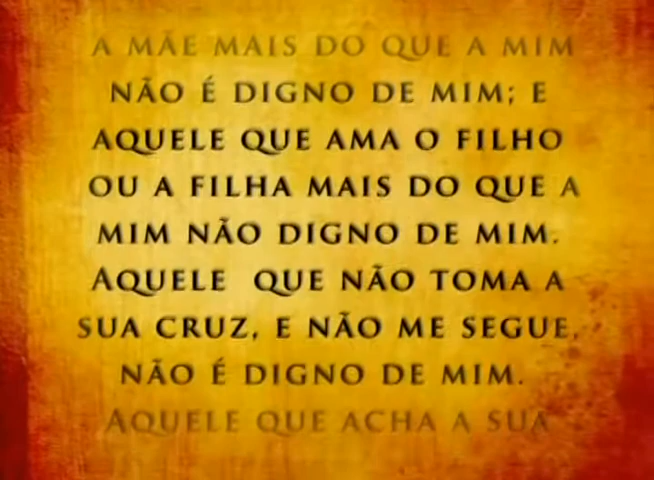 A MÃE MAIS DO QUE A MIM
NÃO É DIGNO DE MIM; E
AQUELE QUE AMA O FILHO
OU A FILHA MAIS DO QUE A
MIM NÃO DIGNO DE MIM.
AQUELE QUE NÃO TOMA A
SUA CRUZ, E NÃO ME SEGUE,
NÃO É DIGNO DE MIM.
AQUELE QUE ACHA A SUA